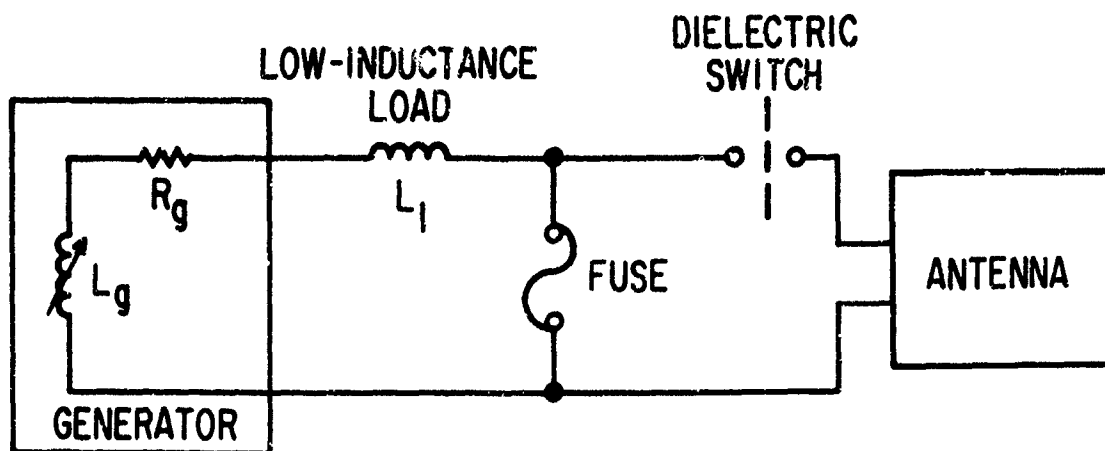 DIELECTRIC
SWITCH
LOW-INDUCTANCE
LOAD
Rg
L1
Lg
FUSE
ANTENNA
GENERATOR